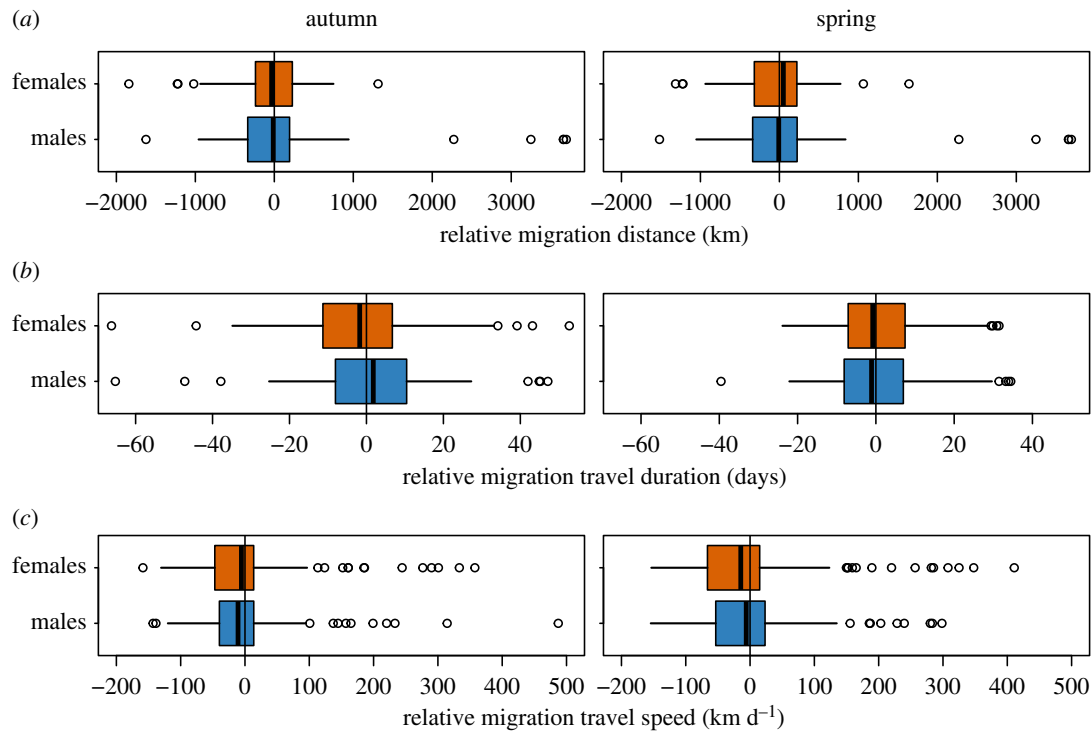 (a) autumn spring
females
males
−2000 −1000 0 1000 2000 3000 −2000 −1000 0 1000 2000 3000
relative migration distance (km)
(b)
females
males
−60 −40 −20 0 20 40 −60 −40 −20 0 20 40
relative migration travel duration (days)
(c)
females
males
−200 −100 0 100 200 300 400 500 −200 −100 0 100 200 300 400 500
relative migration travel speed (km d⁻¹)